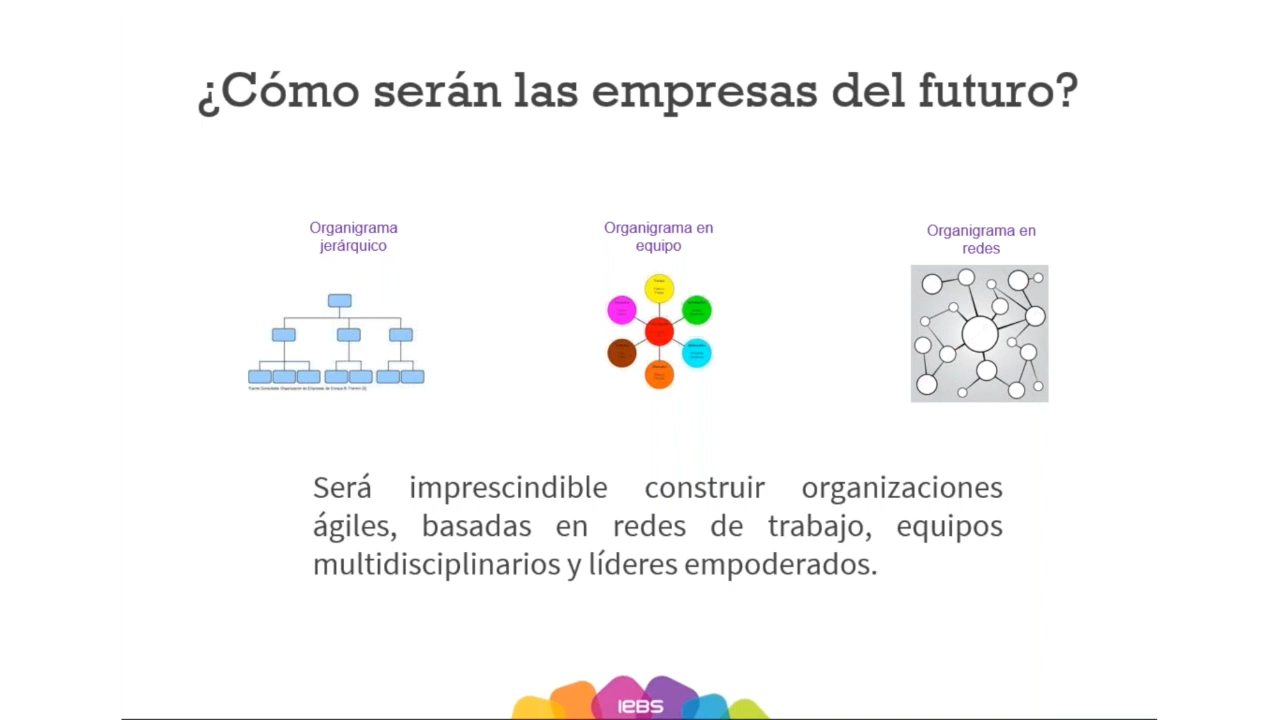 ¿Cómo serán las empresas del futuro?
Organigrama
jerárquico
Organigrama en
equipo
Organigrama en
redes
Será imprescindible construir organizaciones
ágiles, basadas en redes de trabajo, equipos
multidisciplinarios y líderes empoderados.
IEBS